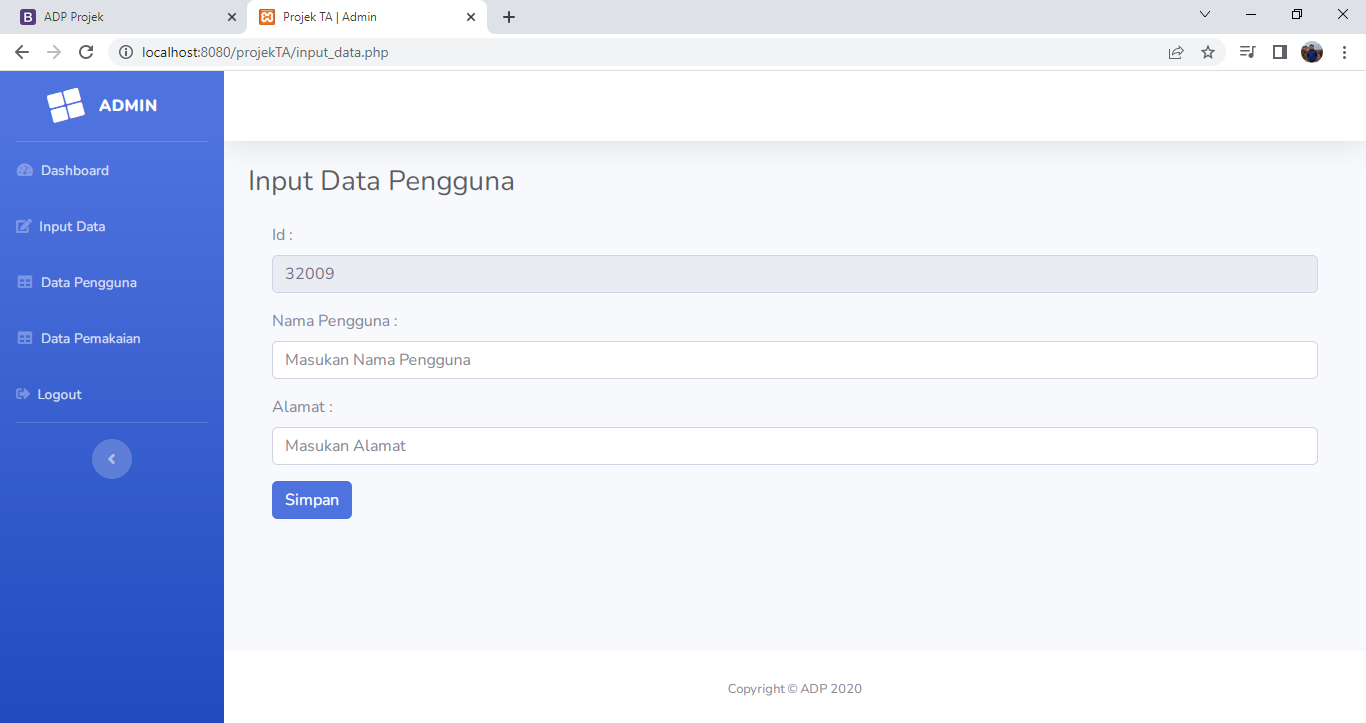 ADP Projek
Projek TA | Admin
localhost:8080/projekTA/input_data.php
ADMIN
Dashboard
Input Data
Data Pengguna
Data Pemakaian
Logout
Input Data Pengguna
Id :
32009
Nama Pengguna :
Masukan Nama Pengguna
Alamat :
Masukan Alamat
Simpan
Copyright © ADP 2020